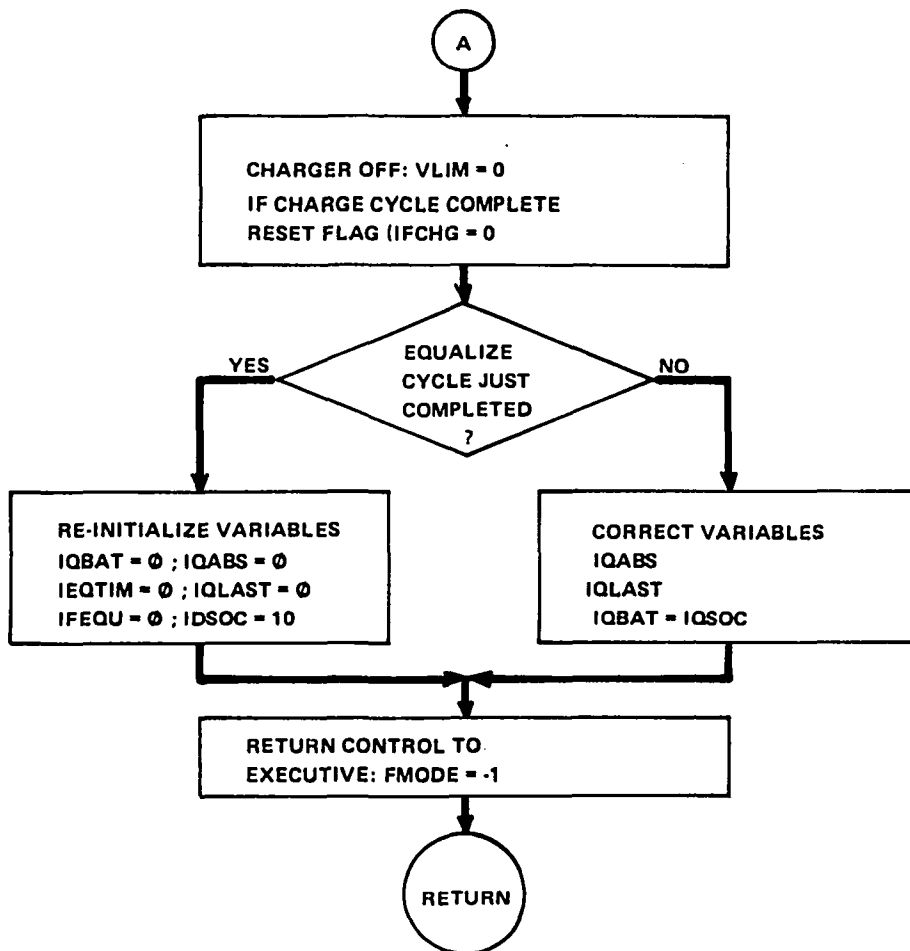 A
CHARGER OFF: VLIM = 0
IF CHARGE CYCLE COMPLETE
RESET FLAG (IFCHG = 0
EQUALIZE
CYCLE JUST
COMPLETED
?
YES
NO
RE-INITIALIZE VARIABLES
IQBAT = Ø ; IQABS = Ø
IEQTIM = Ø ; IQLAST = Ø
IFEQU = Ø ; IDSOC = 10
CORRECT VARIABLES
IQABS
IQLAST
IQBAT = IQSOC
RETURN CONTROL TO
EXECUTIVE: FMODE = -1
RETURN